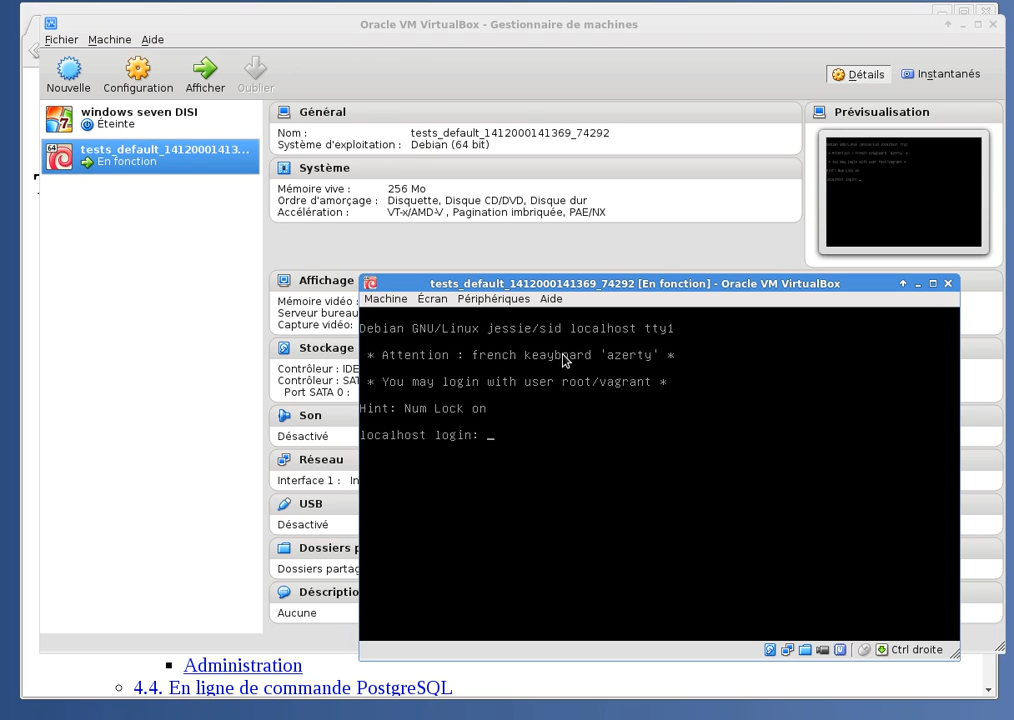 Oracle VM VirtualBox - Gestionnaire de machines
Fichier Machine Aide
Nouvelle Configuration Afficher Oublier
Détails Instantanés
windows seven DISI
Éteinte
64
tests_default_14120001413...
En fonction
Général
Nom : tests_default_1412000141369_74292
Système d'exploitation : Debian (64 bit)
Système
Mémoire vive : 256 Mo
Ordre d'amorçage : Disquette, Disque CD/DVD, Disque dur
Accélération : VT-x/AMD-V , Pagination imbriquée, PAE/NX
Prévisualisation
Affichage
Mémoire vidéo :
Serveur bureau
Capture vidéo:
Stockage
Contrôleur : IDE
Contrôleur : SAT
Port SATA 0 :
Son
Désactivé
Réseau
Interface 1 : In
USB
Désactivé
Dossiers p
Dossiers partag
Déscriptio
Aucune
tests_default_1412000141369_74292 [En fonction] - Oracle VM VirtualBox
Machine Écran Périphériques Aide
Debian GNU/Linux jessie/sid localhost tty1
* Attention : french keayboard 'azerty' *
* You may login with user root/vagrant *
Hint: Num Lock on
localhost login: _
Ctrl droite
Administration
4.4. En ligne de commande PostgreSQL